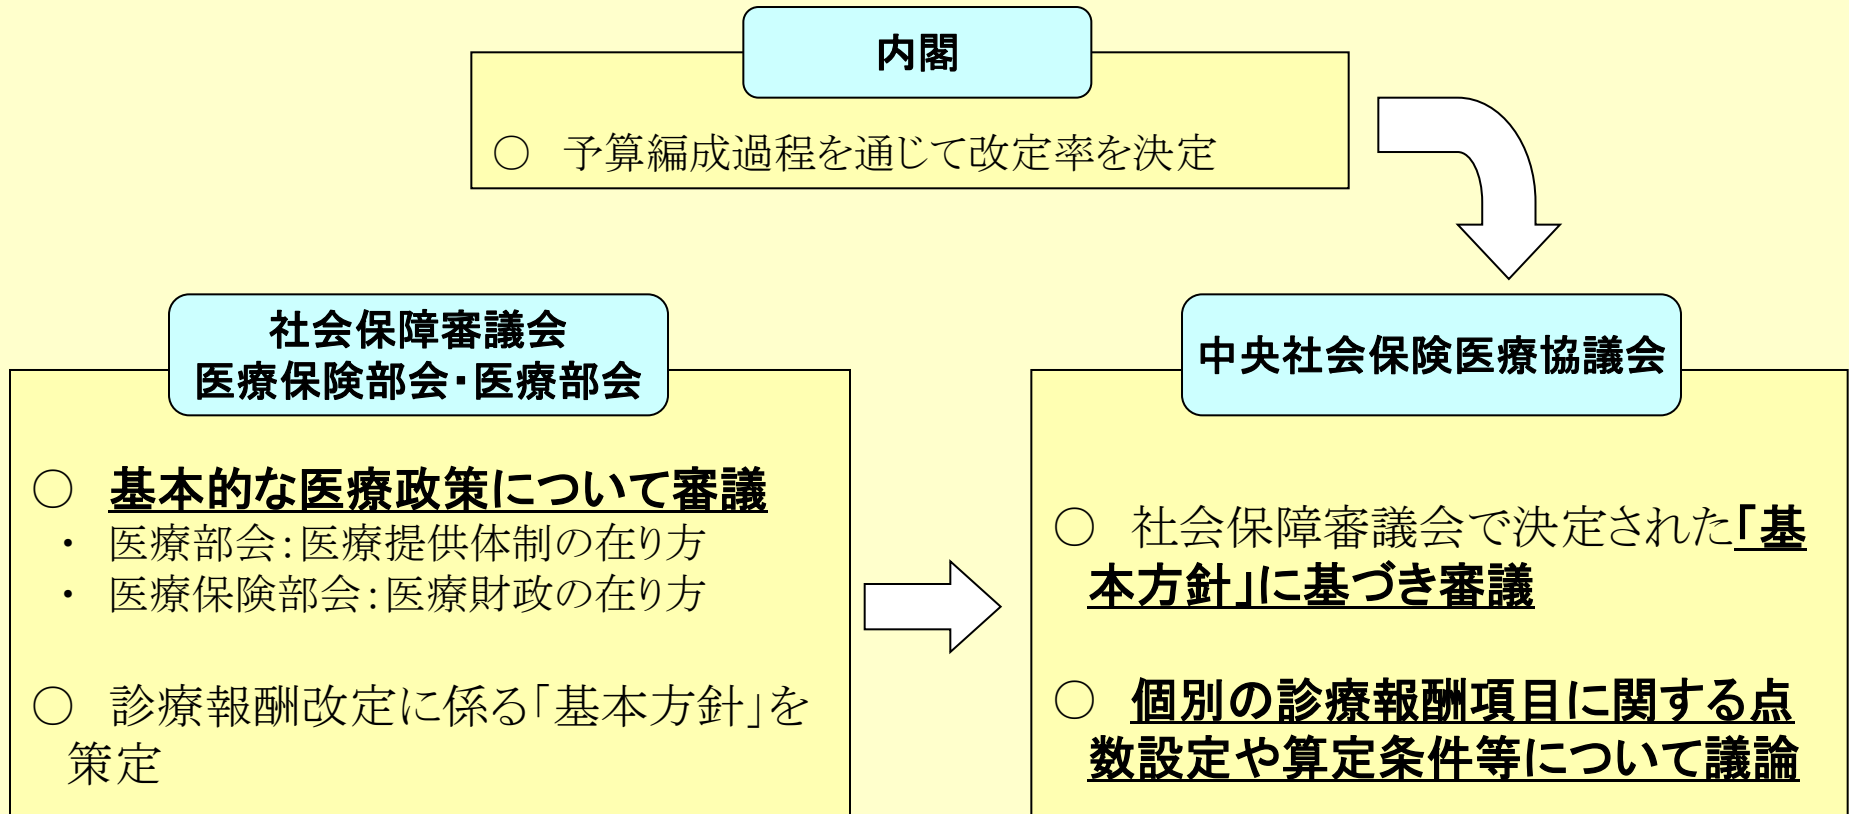 内閣
○ 予算編成過程を通じて改定率を決定
社会保障審議会
医療保険部会・医療部会
○ 基本的な医療政策について審議
・ 医療部会：医療提供体制の在り方
・ 医療保険部会：医療財政の在り方
○ 診療報酬改定に係る「基本方針」を
策定
中央社会保険医療協議会
○ 社会保障審議会で決定された「基
本方針」に基づき審議
○ 個別の診療報酬項目に関する点
数設定や算定条件等について議論